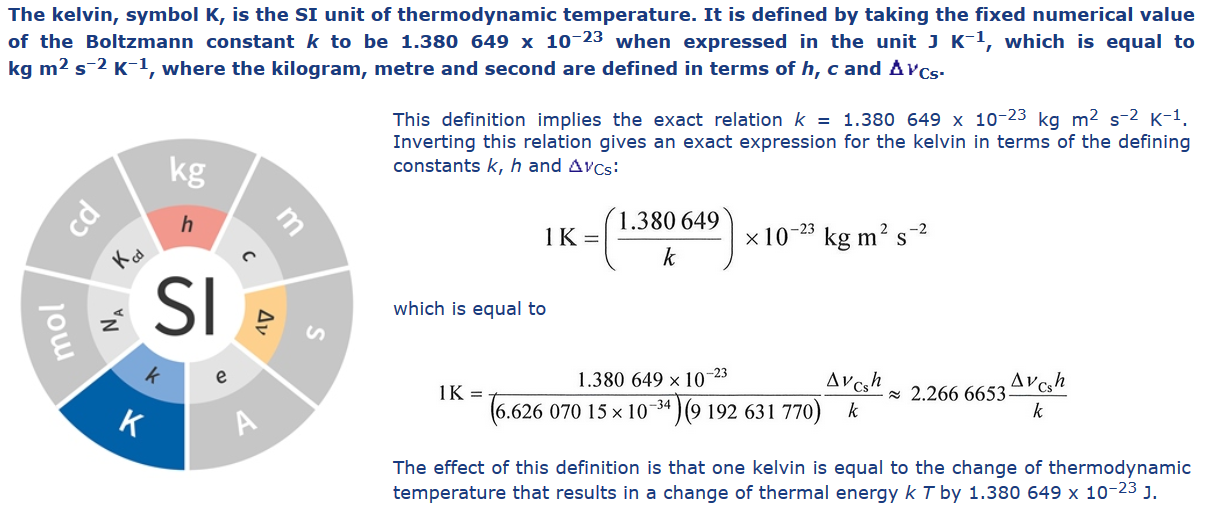 The kelvin, symbol K, is the SI unit of thermodynamic temperature. It is defined by taking the fixed numerical value
of the Boltzmann constant k to be 1.380 649 x 10⁻²³ when expressed in the unit J K⁻¹, which is equal to
kg m² s⁻² K⁻¹, where the kilogram, metre and second are defined in terms of h, c and ΔνCs.
This definition implies the exact relation k = 1.380 649 x 10⁻²³ kg m² s⁻² K⁻¹.
Inverting this relation gives an exact expression for the kelvin in terms of the defining
constants k, h and ΔνCs:
1 K = (1.380 649 / k) × 10⁻²³ kg m² s⁻²
which is equal to
1 K = 1.380 649 × 10⁻²³ / (6.626 070 15 × 10⁻³⁴)(9 192 631 770) ΔνCs h / k ≈ 2.266 6653 ΔνCs h / k
The effect of this definition is that one kelvin is equal to the change of thermodynamic
temperature that results in a change of thermal energy k T by 1.380 649 x 10⁻²³ J.
kg
m
s
A
K
mol
cd
h
c
Δν
e
k
NA
Kcd
SI